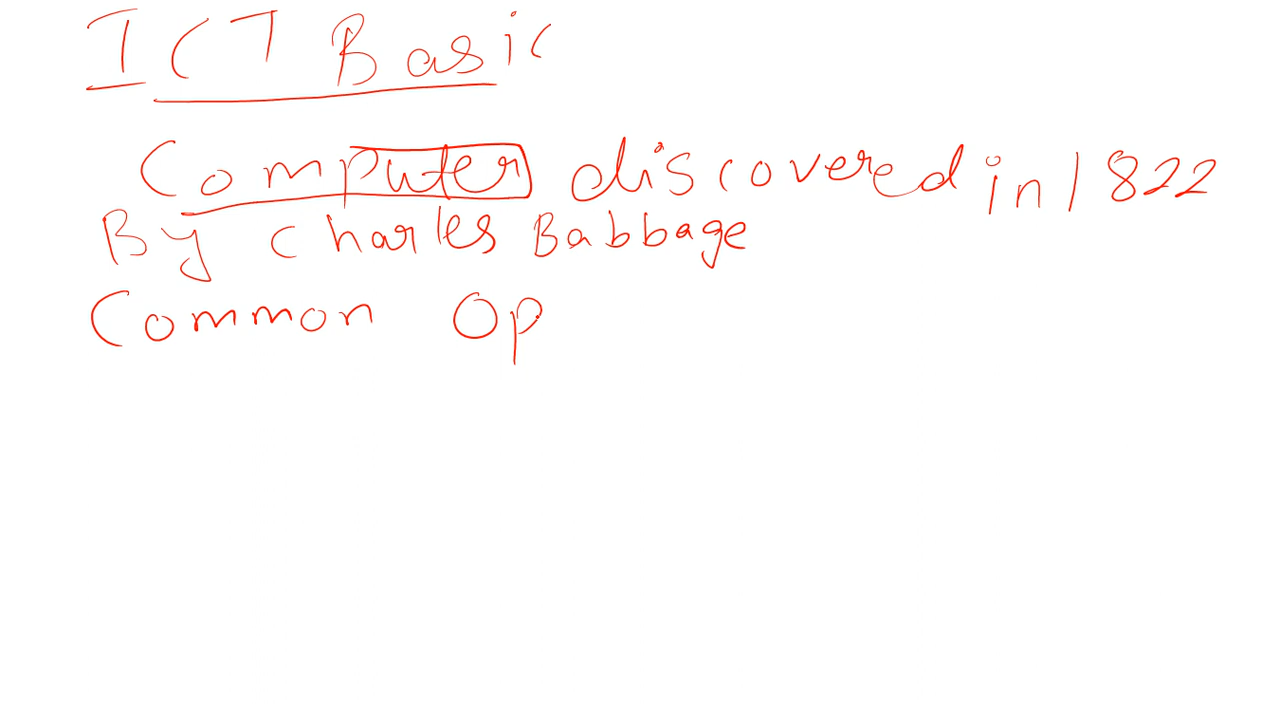 ICT Basic
Computer discovered in 1822
By Charles Babbage
Common Op